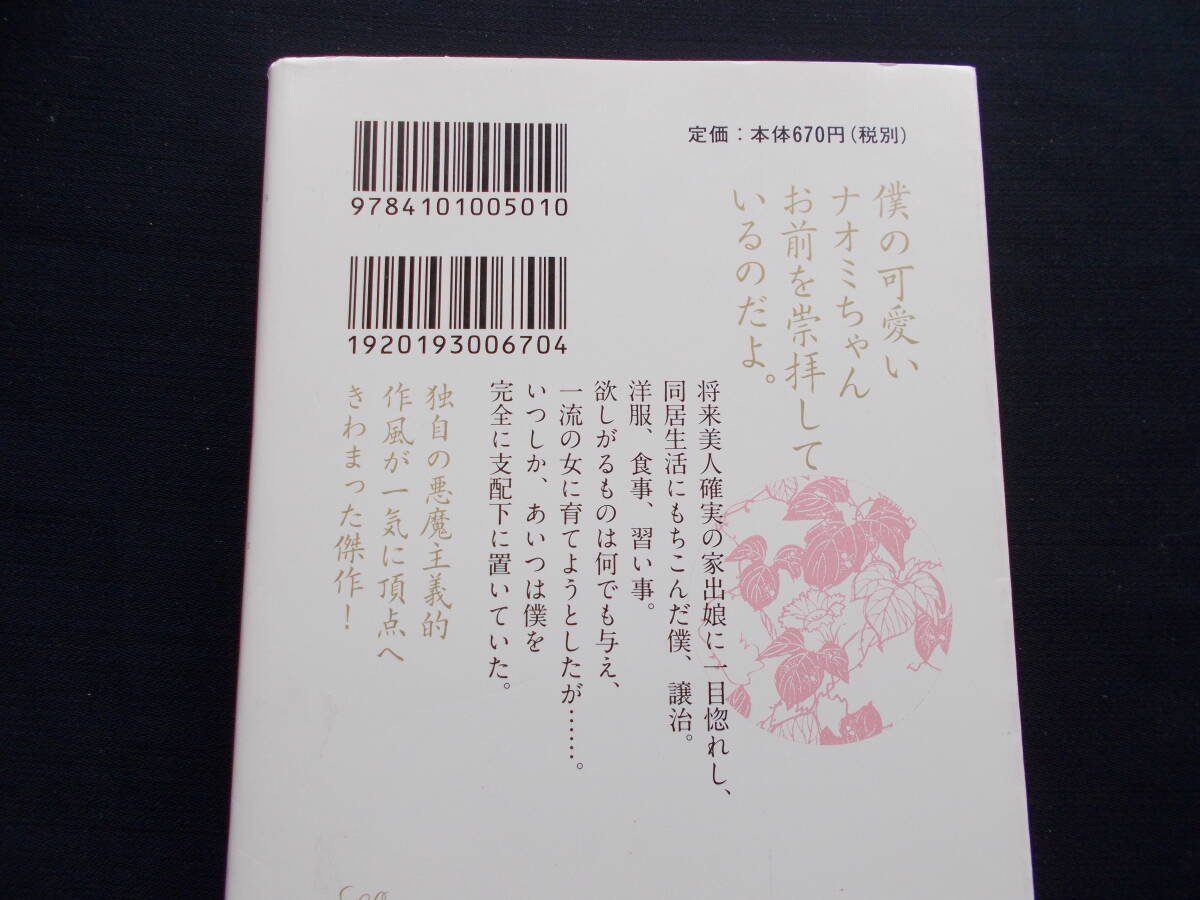 9784101005010
1920193006704
定価：本体670円（税別）
僕の可愛い
ナオミちゃん
お前を崇拝して
いるのだよ。
将来美人確実の家出娘に一目惚れし、
同居生活にもちこんだ僕、譲治。
洋服、食事、習い事。
欲しがるものは何でも与え、
一流の女に育てようとしたが……。
いつしか、あいつは僕を
完全に支配下に置いていた。
独自の悪魔主義的
作風が一気に頂点へ
きわまった傑作！